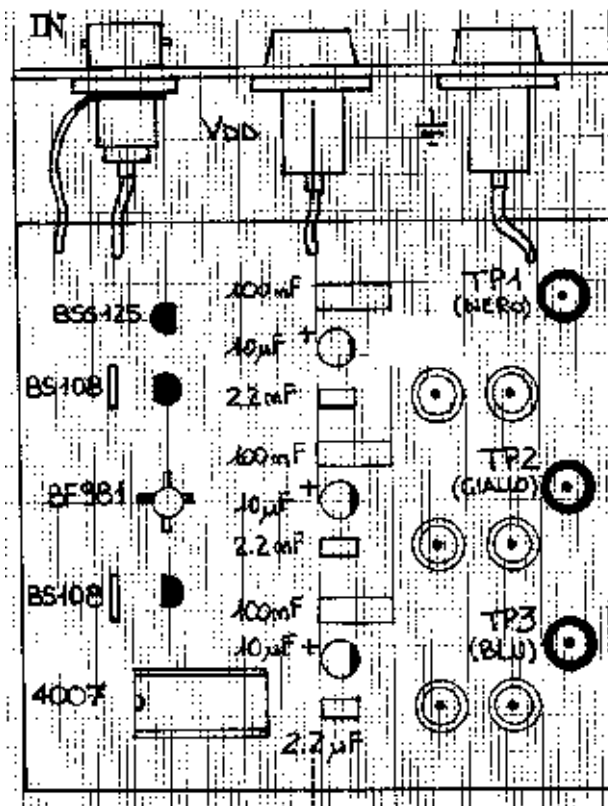 IN
VDD
100mF
TP1
(NERO)
BSS125
10µF +
BS108
2.2mF
100mF
TP2
(GIALLO)
BF981
10µF +
2.2mF
BS108
100mF
TP3
(BLU)
10µF +
4007
2.2µF